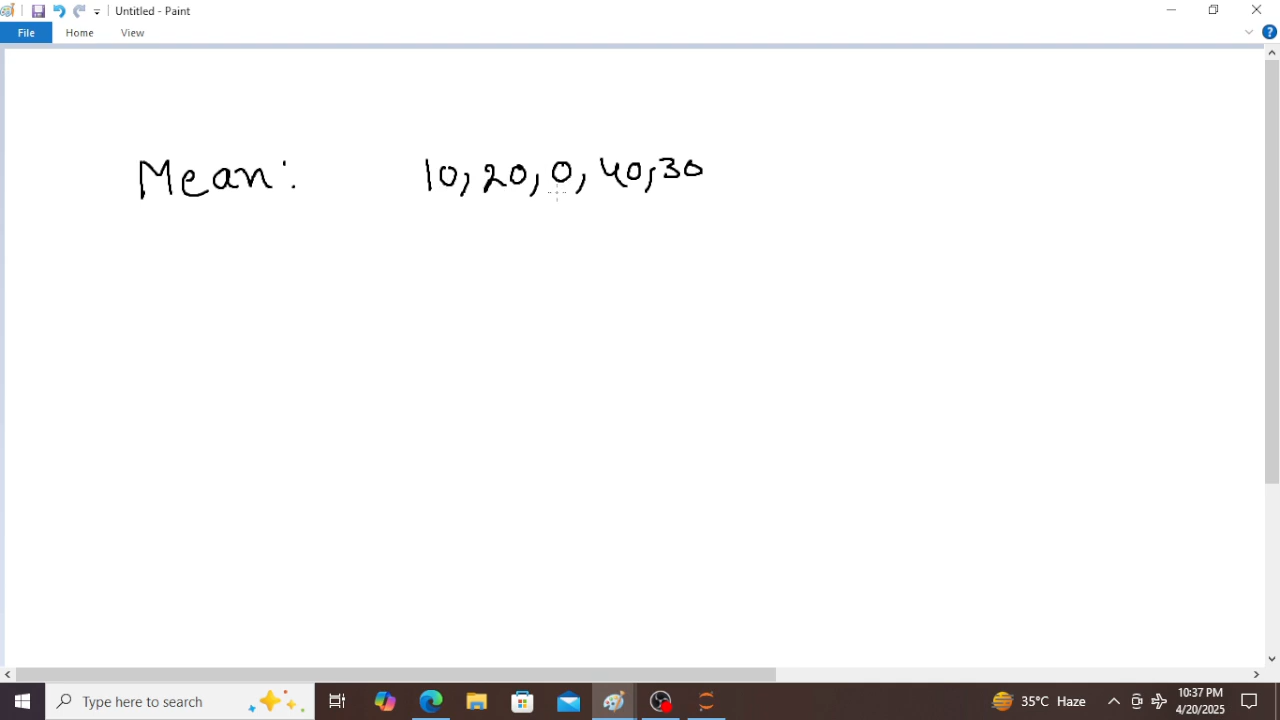 Untitled - Paint
File Home View
Mean: 10, 20, 0, 40, 30
Type here to search
35°C Haze
10:37 PM
4/20/2025